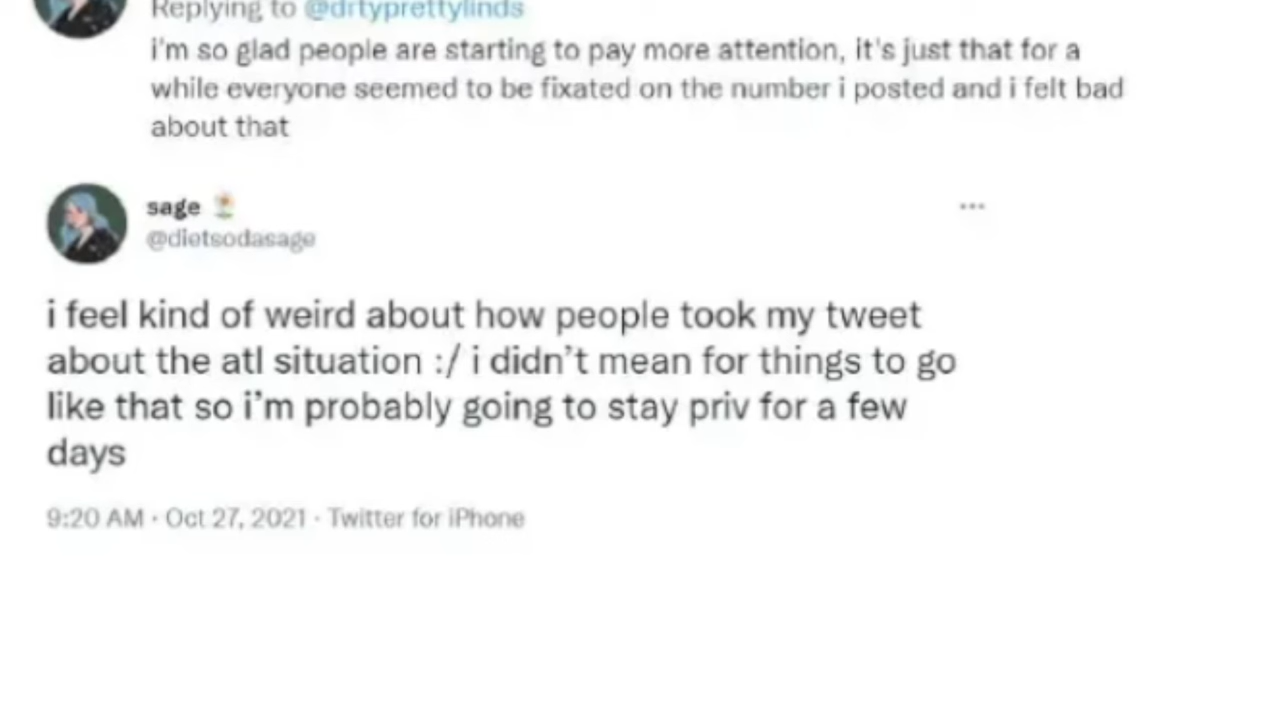 Replying to @drtyprettylinds
i'm so glad people are starting to pay more attention, it's just that for a
while everyone seemed to be fixated on the number i posted and i felt bad
about that
sage
@dietsodasage
i feel kind of weird about how people took my tweet
about the atl situation :/ i didn’t mean for things to go
like that so i’m probably going to stay priv for a few
days
9:20 AM · Oct 27, 2021 · Twitter for iPhone